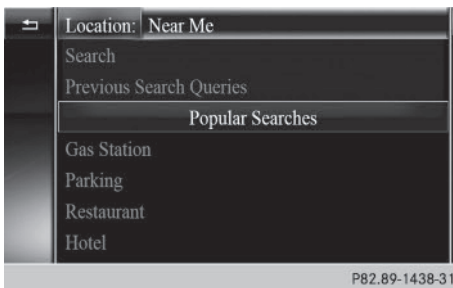 Location: Near Me
Search
Previous Search Queries
Popular Searches
Gas Station
Parking
Restaurant
Hotel
P82.89-1438-31